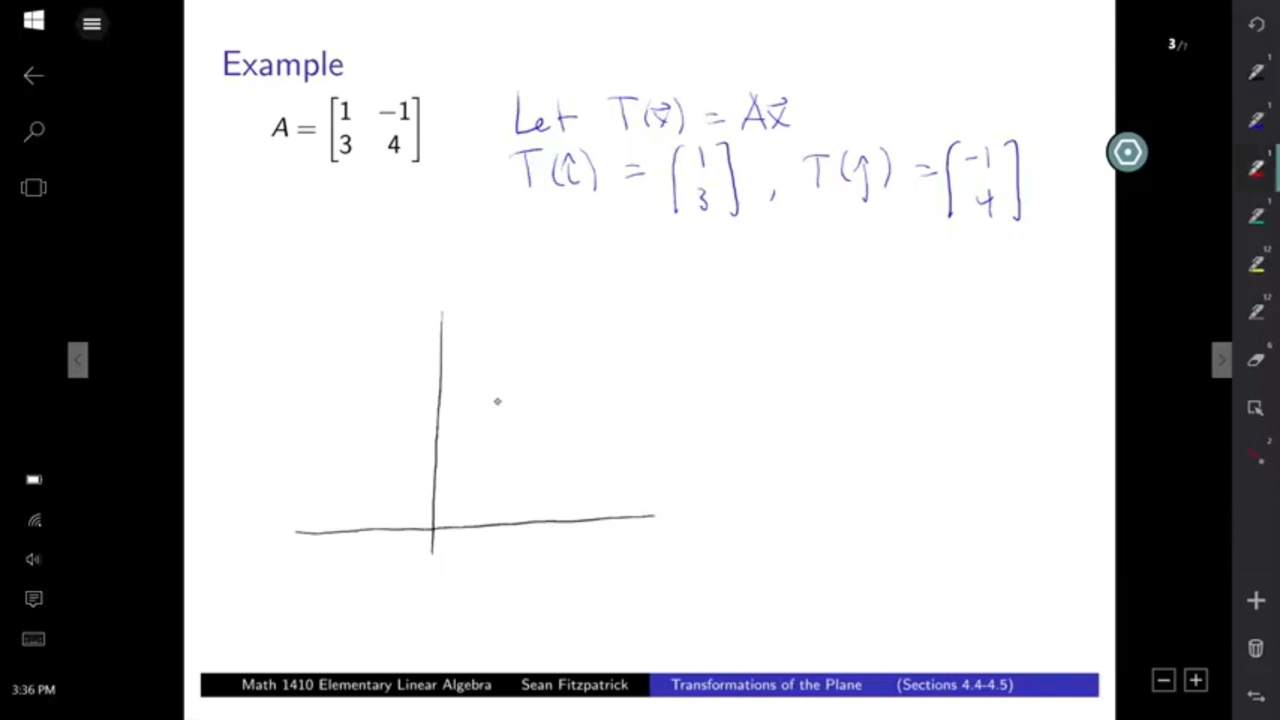 3/7
Example
A = [1 -1; 3 4]
Let T(x⃗) = Ax⃗
T(î) = [1; 3], T(ĵ) = [-1; 4]
3:36 PM
Math 1410 Elementary Linear Algebra Sean Fitzpatrick Transformations of the Plane (Sections 4.4-4.5)